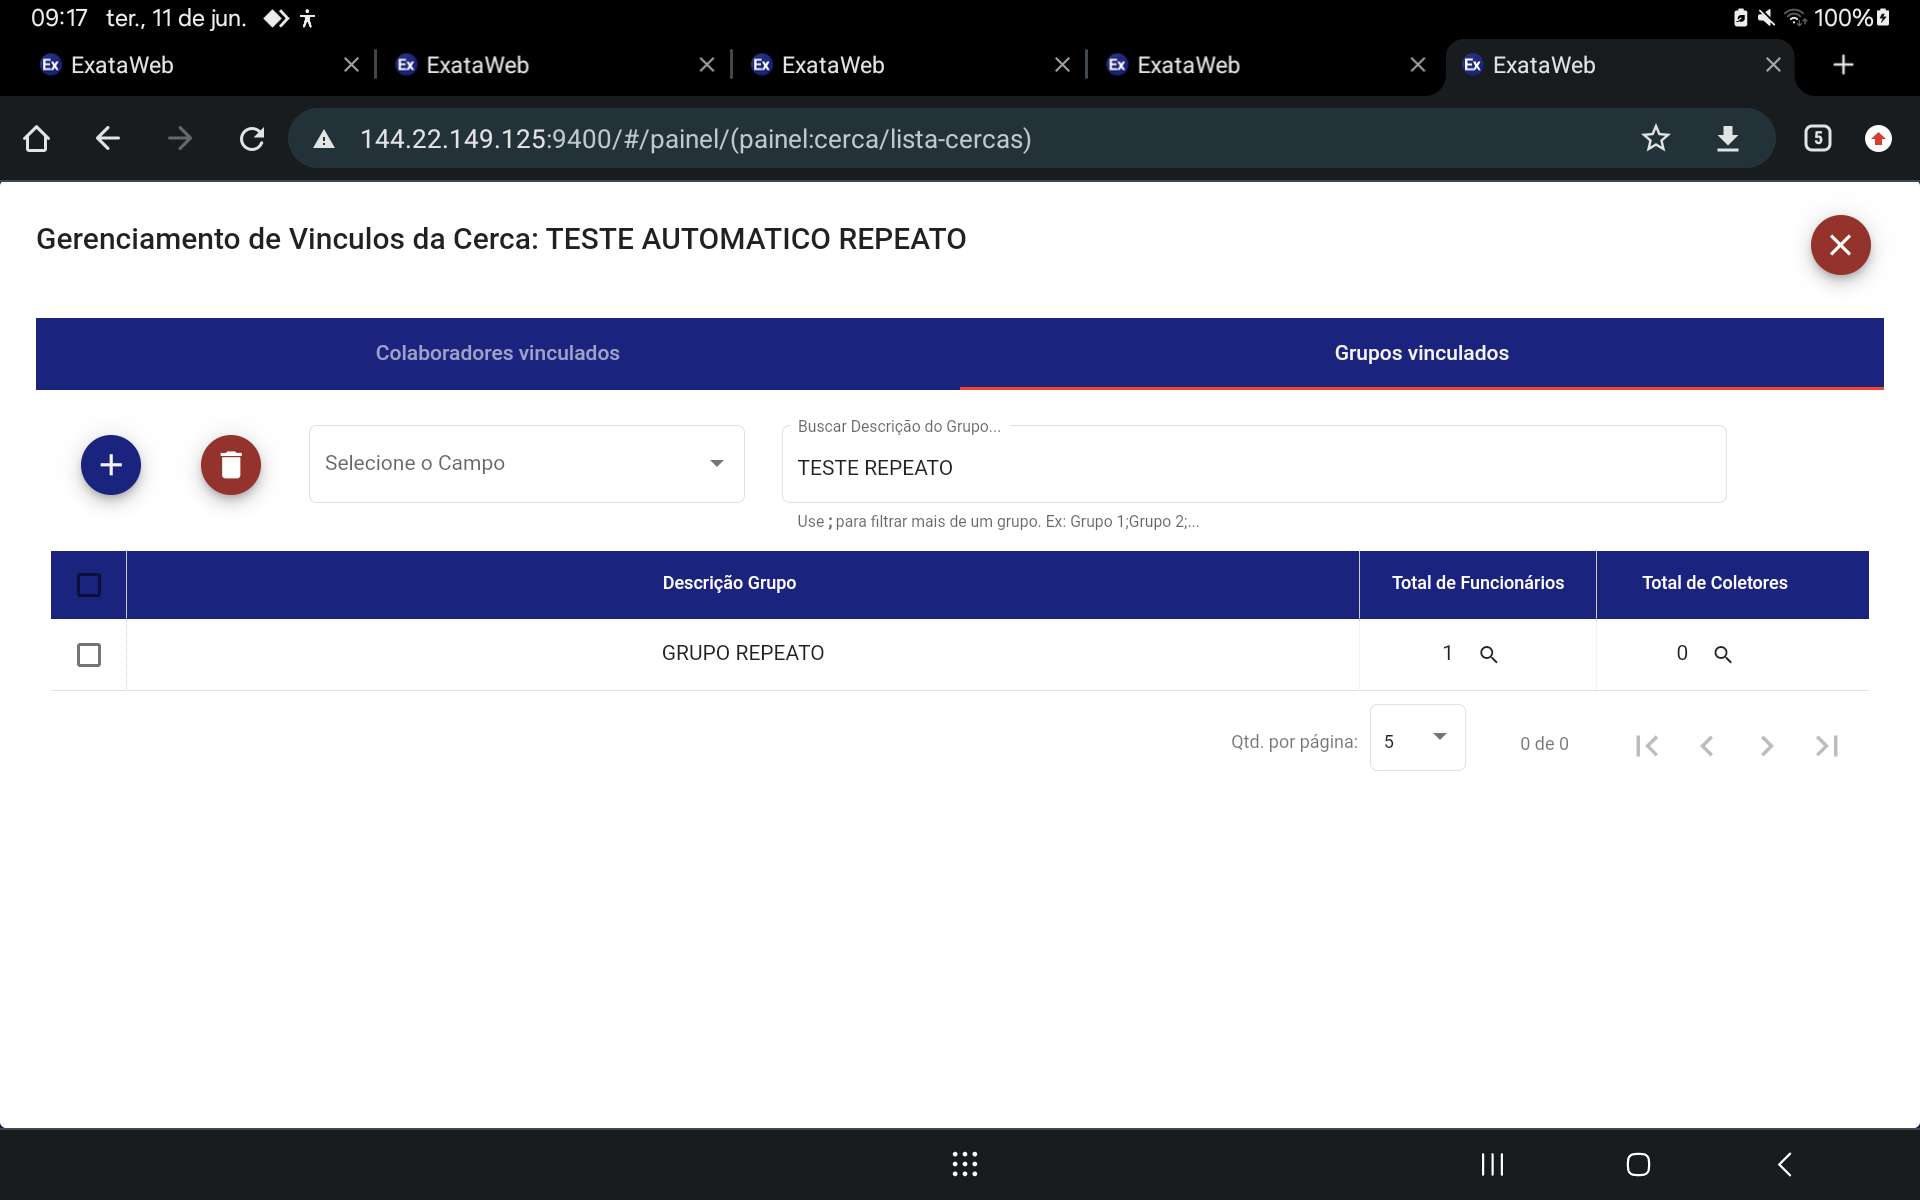 09:17 ter., 11 de jun. 100%
Ex ExataWeb Ex ExataWeb Ex ExataWeb Ex ExataWeb Ex ExataWeb
144.22.149.125:9400/#/painel/(painel:cerca/lista-cercas) 5
Gerenciamento de Vinculos da Cerca: TESTE AUTOMATICO REPEATO
Colaboradores vinculados Grupos vinculados
Buscar Descrição do Grupo...
Selecione o Campo TESTE REPEATO
Use ; para filtrar mais de um grupo. Ex: Grupo 1;Grupo 2;...
Descrição Grupo Total de Funcionários Total de Coletores
GRUPO REPEATO 1 0
Qtd. por página: 5 0 de 0